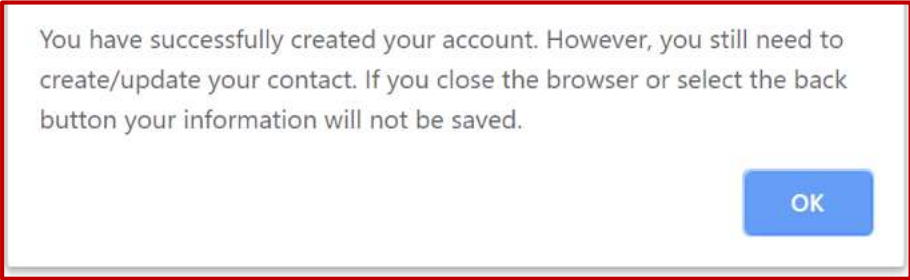 You have successfully created your account. However, you still need to
create/update your contact. If you close the browser or select the back
button your information will not be saved.
OK